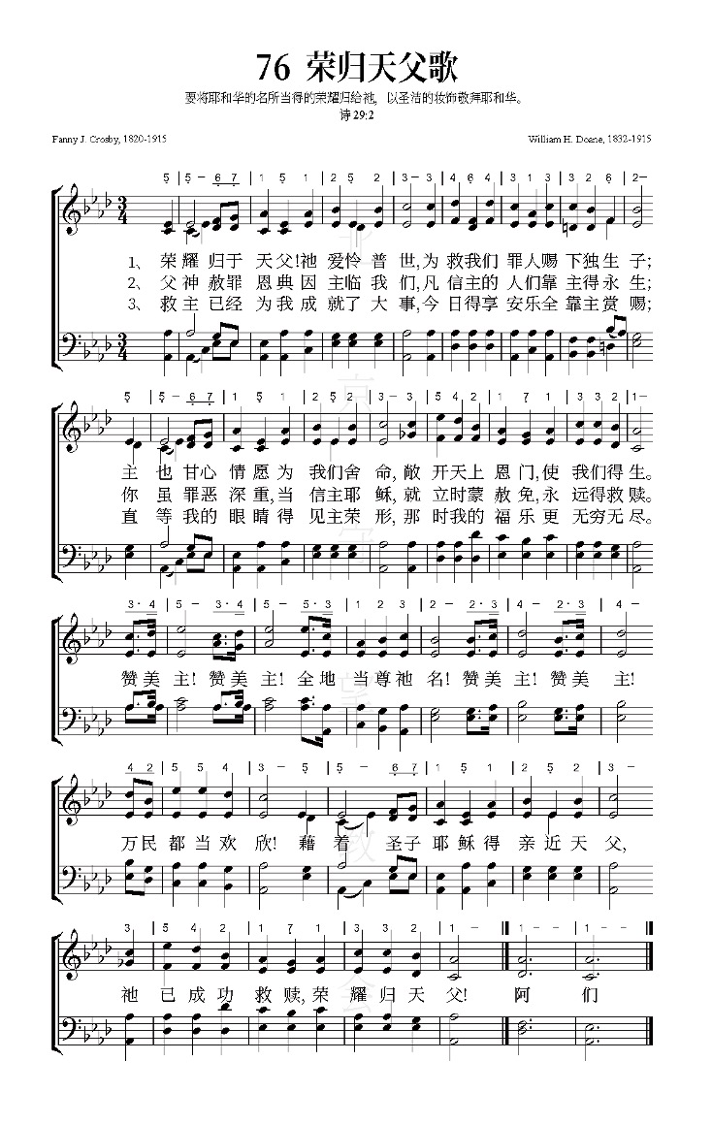 76 荣归天父歌
要将耶和华的名所当得的荣耀归给祂，以圣洁的妆饰敬拜耶和华。
诗 29:2
Fanny J. Crosby, 1820-1915
William H. Doane, 1832-1915
5 | 5 – 6 7 | 1 5 1 | 2 5 2 | 3 – 3 | 4 3 4 | 3 1 3 | 3 2 6 | 2 –
1、 荣耀 归于 天父!祂 爱怜普世,为 救我们 罪人赐 下独生子;
2、 父神 赦罪 恩典因 主临我们,凡 信主的 人们靠 主得永生;
3、 救主 已经 为我成 就了大事,今 日得享 安乐全 靠主赏赐;
5 | 5 – 6 7 | 1 5 1 | 2 5 2 | 3 – 3 | 5 4 2 | 1 7 1 | 3 2 2 | 1 –
主 也甘心 情愿为 我们舍命,敞 开天上 恩门,使 我们得生。
你 虽罪恶 深重,当 信主耶稣,就 立时蒙 赦免,永 远得救赎。
直 等我的 眼睛得 见主荣形,那 时我的 福乐更 无穷无尽。
3· 4 | 5 – 3· 4 | 5 – 5· 3 | 1 2 3 | 2 – 2· 3 | 4 – 2· 3 | 4 –
赞美 主! 赞美 主! 全地 当尊祂 名! 赞美 主! 赞美 主!
4 2 | 5 5 4 | 3 – 5 | 5 – 6 7 | 1 5 1 | 2 5 2 | 3 –
万民 都当欢 欣! 藉 着 圣子 耶稣得 亲近天 父,
3 | 5 4 2 | 1 7 1 | 3 4 2 | 1 – | 1 – | 1 –
祂 已成功 救赎,荣 耀归天 父! 阿 们